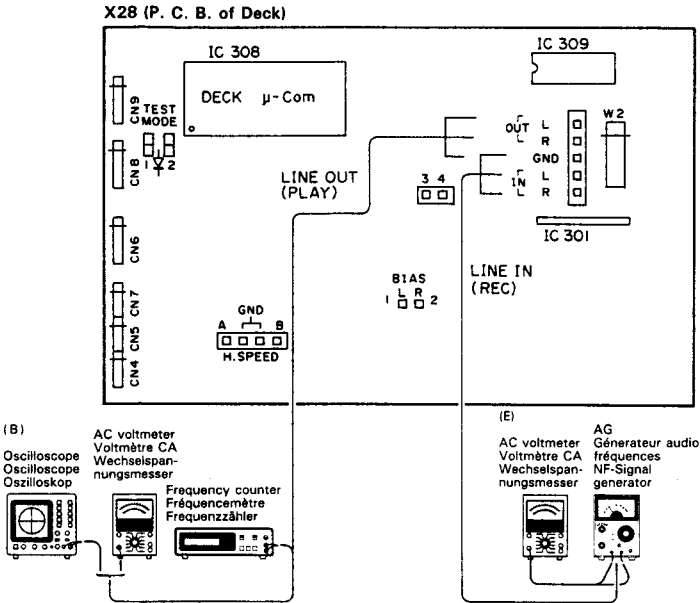 X28 (P. C. B. of Deck)
IC 308
DECK µ-Com
IC 309
CN9
TEST
MODE
1 2
CN8
OUT L
R
GND
IN L
R
W2
LINE OUT
(PLAY)
3 4
IC 301
CN6
LINE IN
(REC)
BIAS
L R
1 2
CN7
GND
A B
H.SPEED
CN5
CN4
(B)
Oscilloscope
Oscilloscope
Oszilloskop
AC voltmeter
Voltmètre CA
Wechselspan-
nungsmesser
Frequency counter
Fréquencemètre
Frequenzzähler
(E)
AC voltmeter
Voltmètre CA
Wechselspan-
nungsmesser
AG
Générateur audio
fréquences
NF-Signal
generator